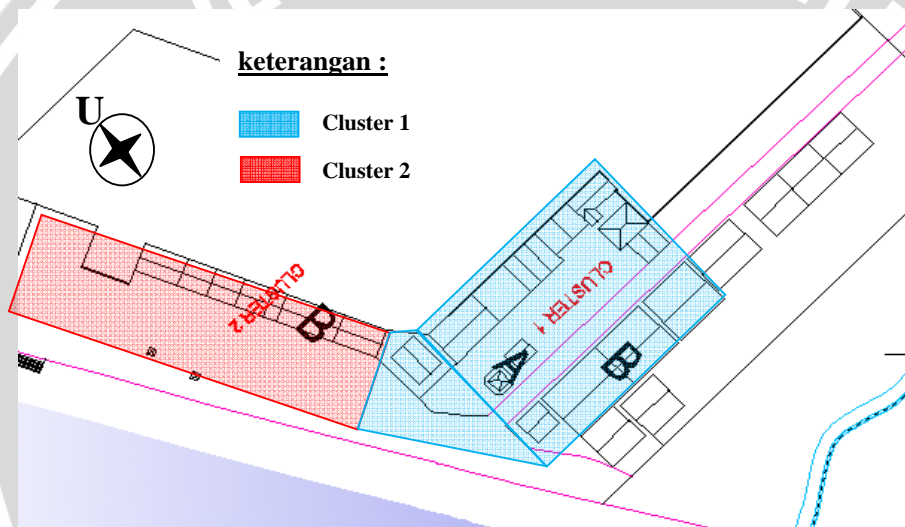 keterangan :
U
Cluster 1
Cluster 2
CLUSTER 2
B
CLUSTER 1
A
B